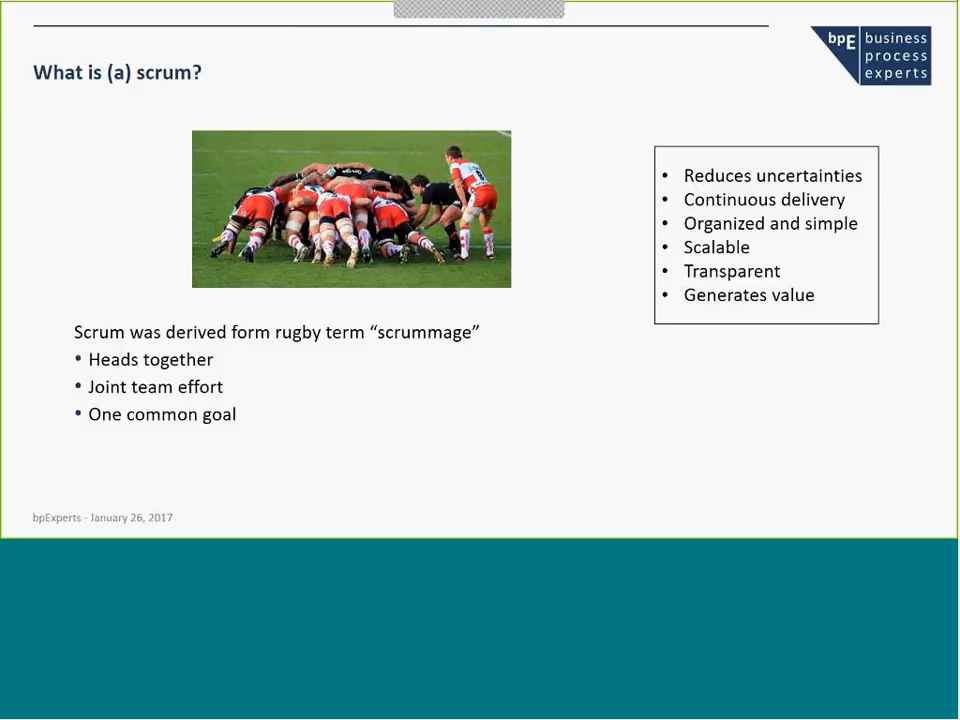 What is (a) scrum?
bpE business
process
experts
• Reduces uncertainties
• Continuous delivery
• Organized and simple
• Scalable
• Transparent
• Generates value
Scrum was derived form rugby term “scrummage”
• Heads together
• Joint team effort
• One common goal
bpExperts - January 26, 2017